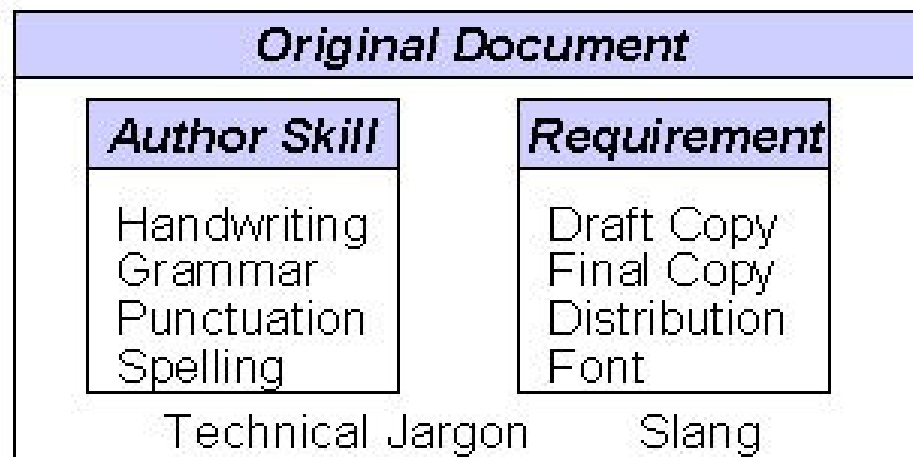 Original Document
Author Skill
Handwriting
Grammar
Punctuation
Spelling
Requirement
Draft Copy
Final Copy
Distribution
Font
Technical Jargon
Slang